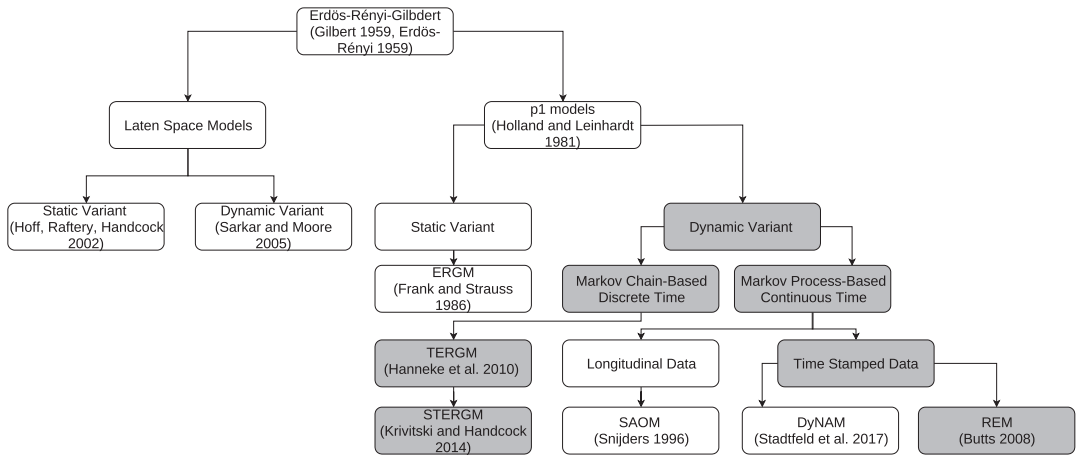 Erdös-Rényi-Gilbdert
(Gilbert 1959, Erdös-
Rényi 1959)
Laten Space Models
p1 models
(Holland and Leinhardt
1981)
Static Variant
(Hoff, Raftery, Handcock
2002)
Dynamic Variant
(Sarkar and Moore
2005)
Static Variant
Dynamic Variant
ERGM
(Frank and Strauss
1986)
Markov Chain-Based
Discrete Time
Markov Process-Based
Continuous Time
TERGM
(Hanneke et al. 2010)
Longitudinal Data
Time Stamped Data
STERGM
(Krivitski and Handcock
2014)
SAOM
(Snijders 1996)
DyNAM
(Stadtfeld et al. 2017)
REM
(Butts 2008)